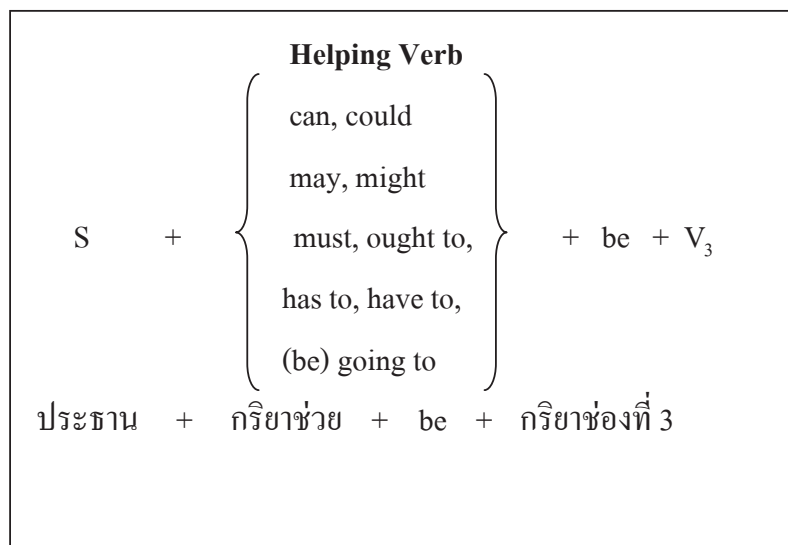 Helping Verb
can, could
may, might
S + must, ought to, + be + V₃
has to, have to,
(be) going to
ประธาน + กริยาช่วย + be + กริยาช่องที่ 3